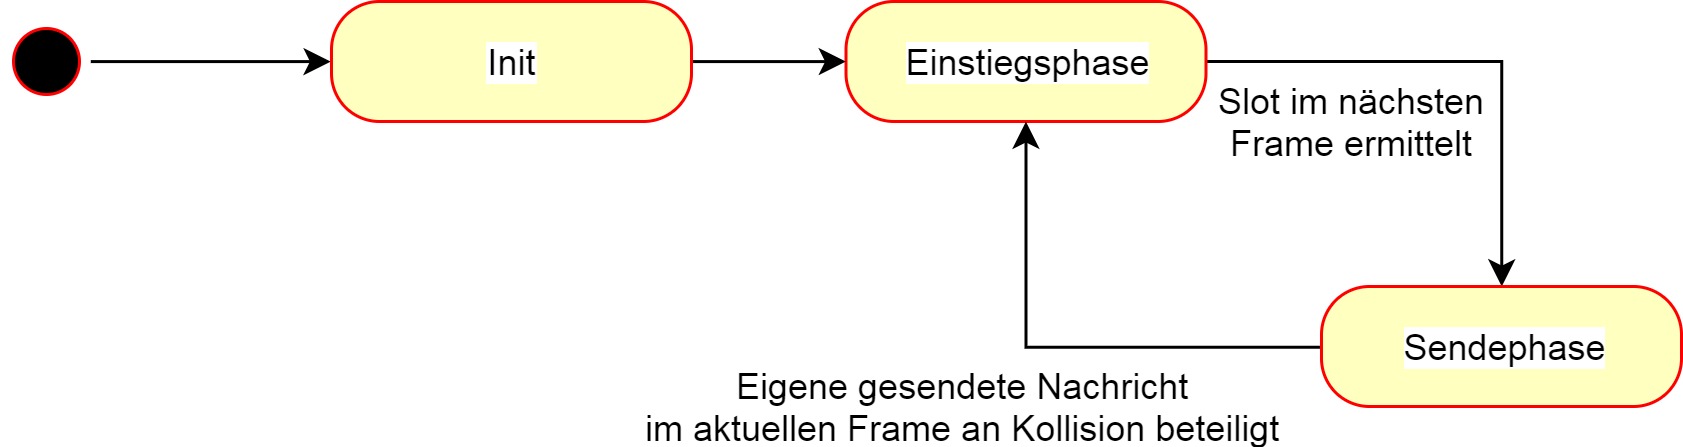 Init
Einstiegsphase
Slot im nächsten
Frame ermittelt
Sendephase
Eigene gesendete Nachricht
im aktuellen Frame an Kollision beteiligt